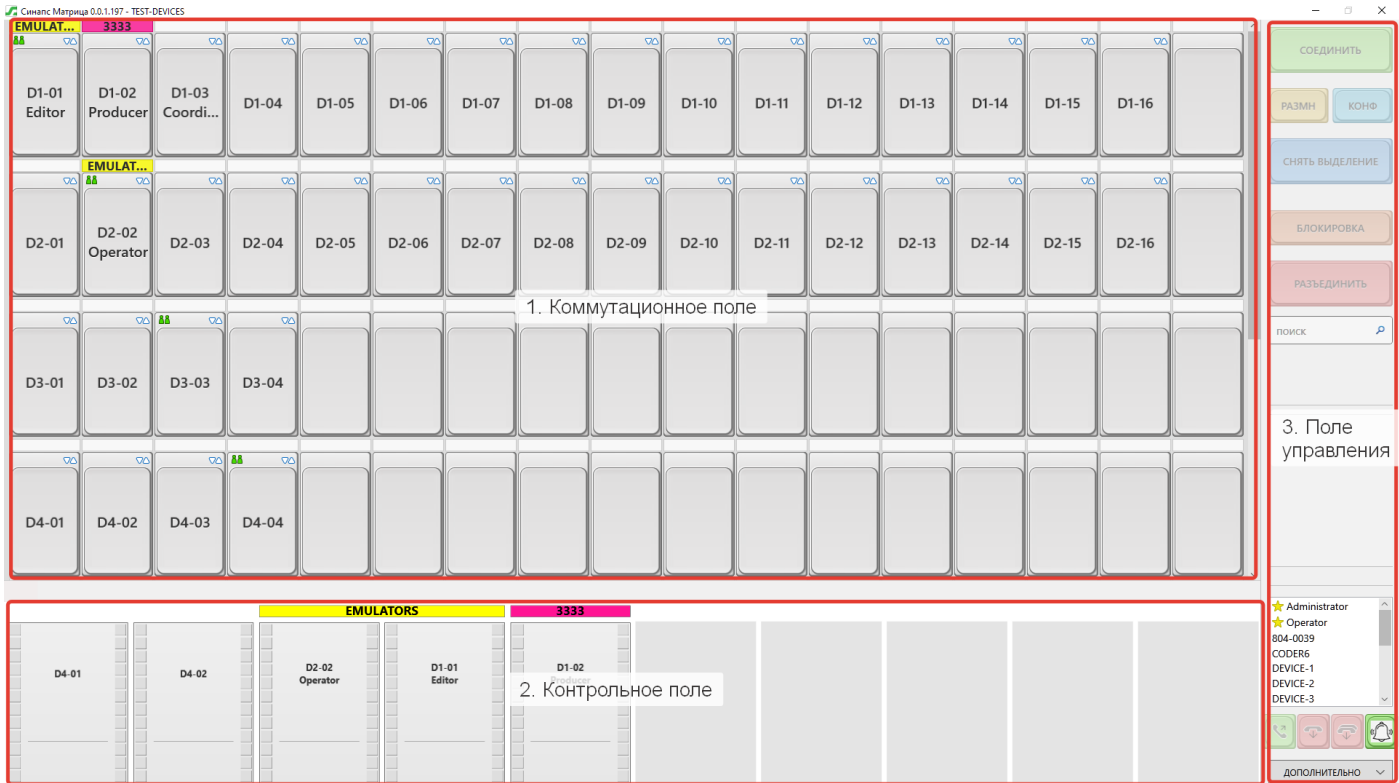 Синапс Матрица 0.0.1.197 - TEST-DEVICES
EMULAT... 3333
D1-01 Editor
D1-02 Producer
D1-03 Coordi...
D1-04
D1-05
D1-06
D1-07
D1-08
D1-09
D1-10
D1-11
D1-12
D1-13
D1-14
D1-15
D1-16
EMULAT...
D2-01
D2-02 Operator
D2-03
D2-04
D2-05
D2-06
D2-07
D2-08
D2-09
D2-10
D2-11
D2-12
D2-13
D2-14
D2-15
D2-16
1. Коммутационное поле
D3-01
D3-02
D3-03
D3-04
D4-01
D4-02
D4-03
D4-04
EMULATORS
3333
D4-01
D4-02
D2-02
Operator
D1-01
Editor
D1-02
Producer
2. Контрольное поле
СОЕДИНИТЬ
РАЗМН
КОНФ
СНЯТЬ ВЫДЕЛЕНИЕ
БЛОКИРОВКА
РАЗЪЕДИНИТЬ
поиск
3. Поле
управления
Administrator
Operator
804-0039
CODER6
DEVICE-1
DEVICE-2
DEVICE-3
ДОПОЛНИТЕЛЬНО